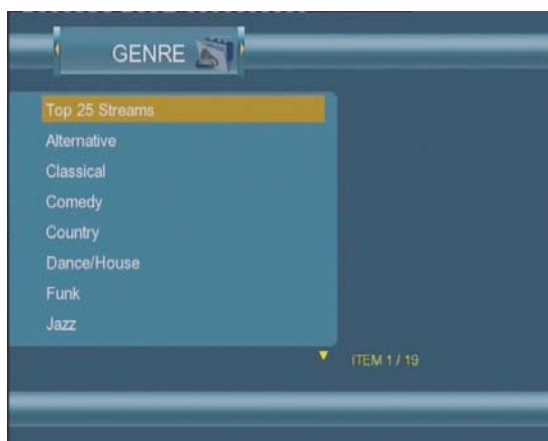 GENRE
Top 25 Streams
Alternative
Classical
Comedy
Country
Dance/House
Funk
Jazz
ITEM 1 / 19